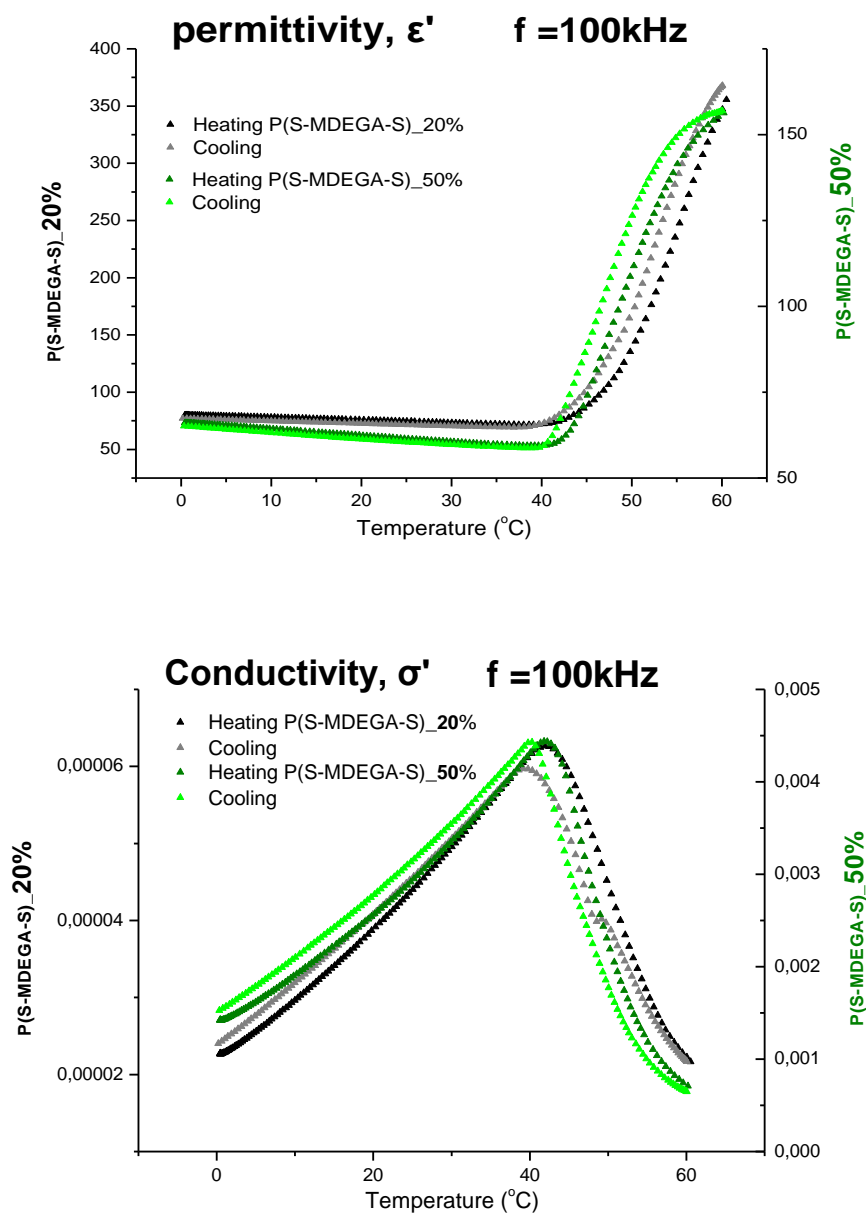 permittivity, ε' f =100kHz
400
350
300
250
200
150
100
50
P(S-MDEGA-S)_20%
Heating P(S-MDEGA-S)_20%
Cooling
Heating P(S-MDEGA-S)_50%
Cooling
150
100
50
P(S-MDEGA-S)_50%
0 10 20 30 40 50 60
Temperature (°C)
Conductivity, σ' f =100kHz
0,00006
0,00004
0,00002
P(S-MDEGA-S)_20%
Heating P(S-MDEGA-S)_20%
Cooling
Heating P(S-MDEGA-S)_50%
Cooling
0,005
0,004
0,003
0,002
0,001
0,000
P(S-MDEGA-S)_50%
0 20 40 60
Temperature (°C)